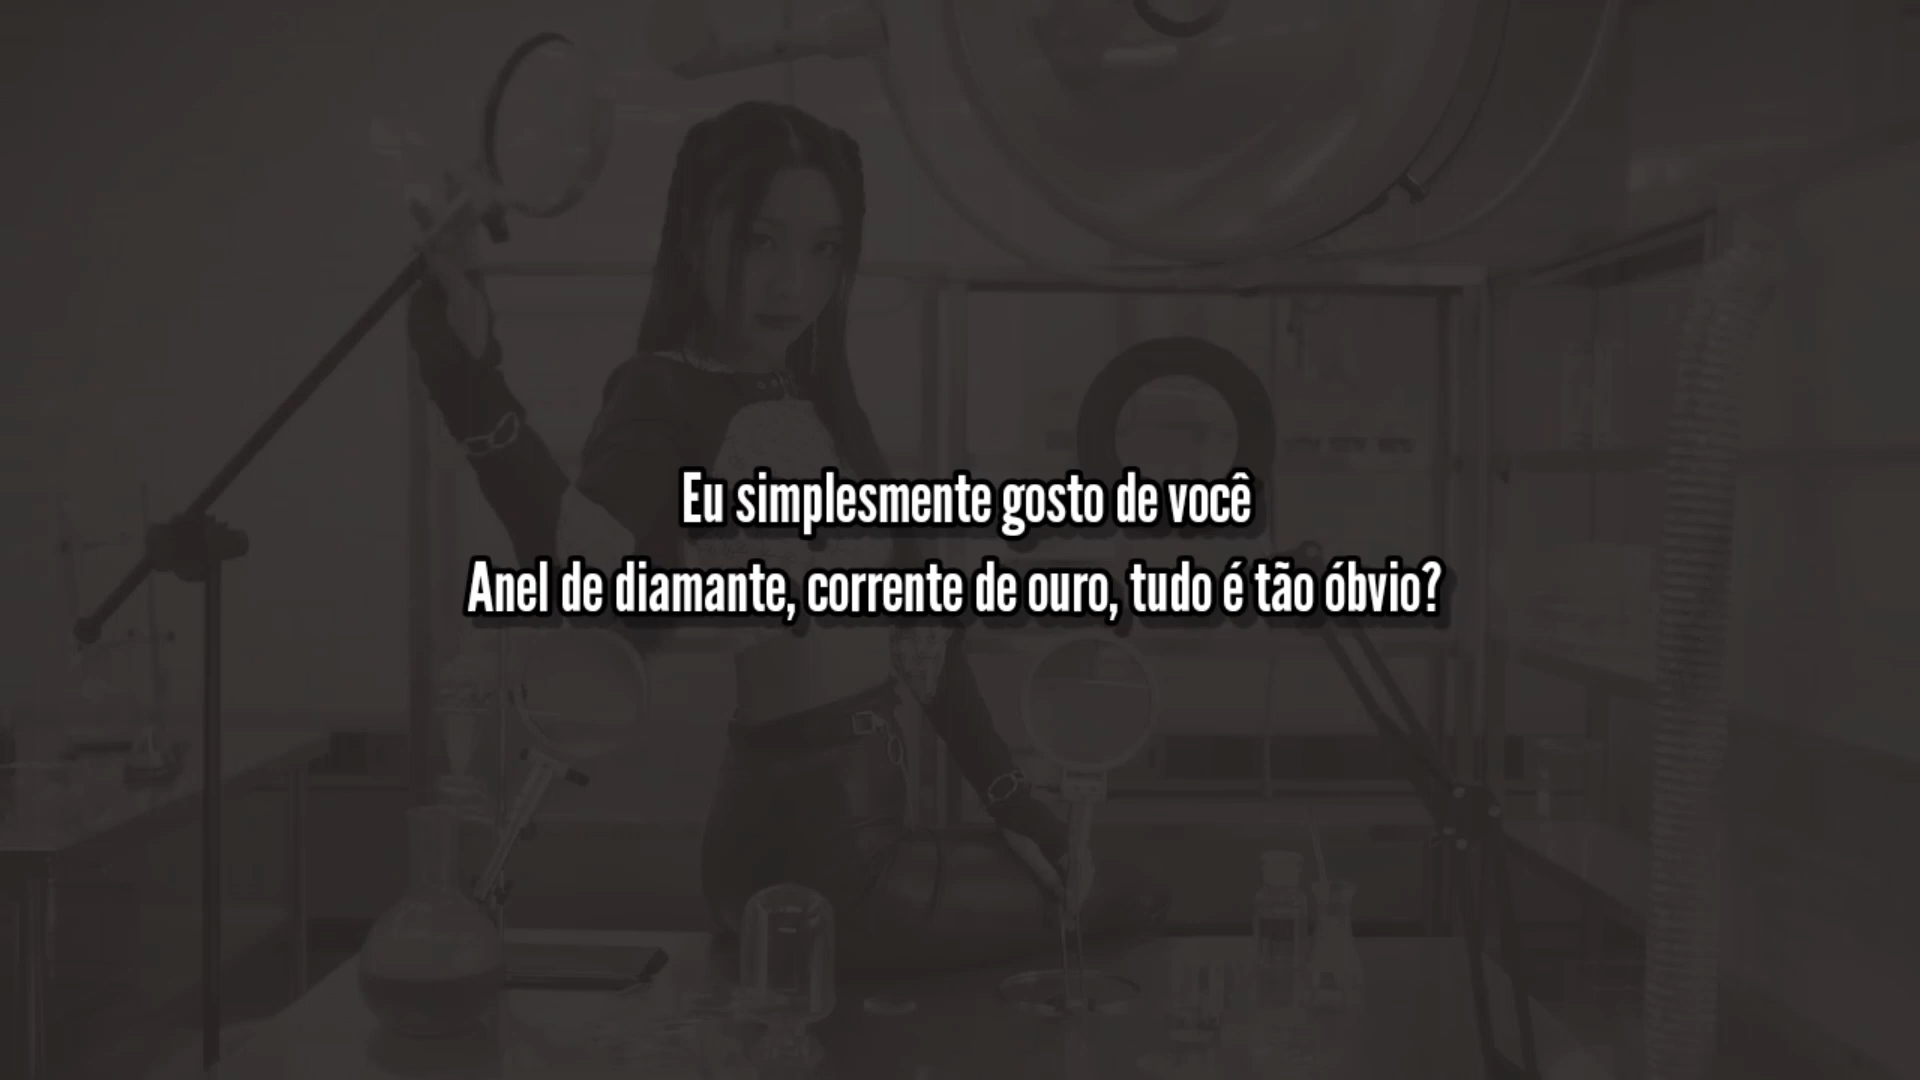 Eu simplesmente gosto de você
Anel de diamante, corrente de ouro, tudo é tão óbvio?